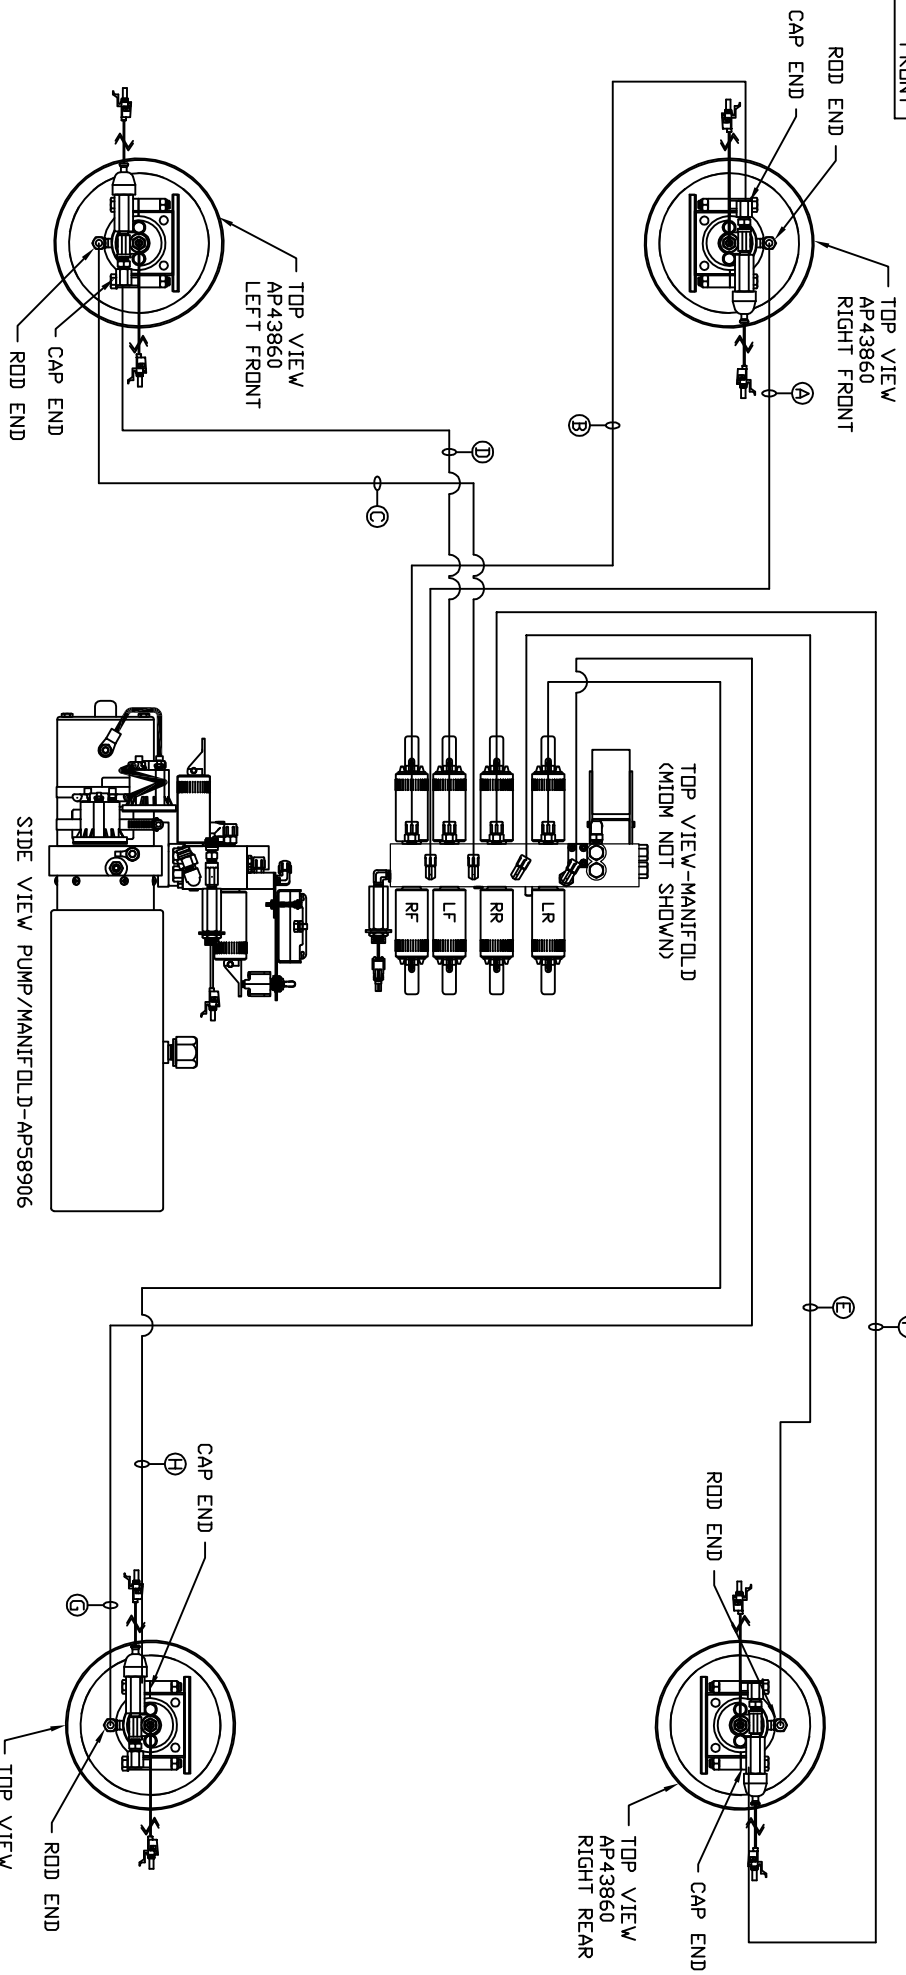 FRONT
CAP END
ROD END
TOP VIEW
AP43860
RIGHT FRONT
A
B
TOP VIEW
AP43860
LEFT FRONT
CAP END
ROD END
D
C
TOP VIEW-MANIFOLD
(MIOM NOT SHOWN)
RF
LF
RR
LR
SIDE VIEW PUMP/MANIFOLD-AP58906
E
H
G
CAP END
ROD END
TOP VIEW
ROD END
CAP END
TOP VIEW
AP43860
RIGHT REAR